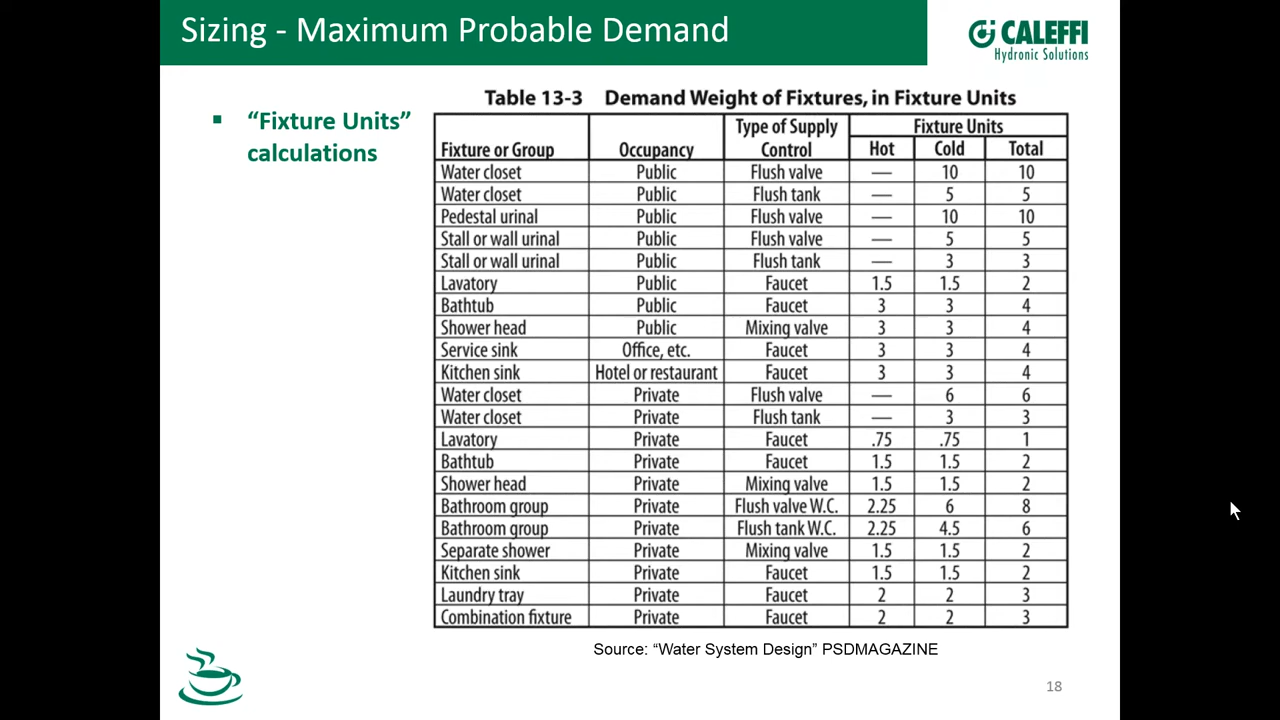 Sizing - Maximum Probable Demand
CALEFFI
Hydronic Solutions
▪ “Fixture Units”
calculations
Table 13-3 Demand Weight of Fixtures, in Fixture Units
Fixture or Group Occupancy Type of Supply Control Fixture Units
Hot Cold Total
Water closet Public Flush valve — 10 10
Water closet Public Flush tank — 5 5
Pedestal urinal Public Flush valve — 10 10
Stall or wall urinal Public Flush valve — 5 5
Stall or wall urinal Public Flush tank — 3 3
Lavatory Public Faucet 1.5 1.5 2
Bathtub Public Faucet 3 3 4
Shower head Public Mixing valve 3 3 4
Service sink Office, etc. Faucet 3 3 4
Kitchen sink Hotel or restaurant Faucet 3 3 4
Water closet Private Flush valve — 6 6
Water closet Private Flush tank — 3 3
Lavatory Private Faucet .75 .75 1
Bathtub Private Faucet 1.5 1.5 2
Shower head Private Mixing valve 1.5 1.5 2
Bathroom group Private Flush valve W.C. 2.25 6 8
Bathroom group Private Flush tank W.C. 2.25 4.5 6
Separate shower Private Mixing valve 1.5 1.5 2
Kitchen sink Private Faucet 1.5 1.5 2
Laundry tray Private Faucet 2 2 3
Combination fixture Private Faucet 2 2 3
Source: “Water System Design” PSDMAGAZINE
18